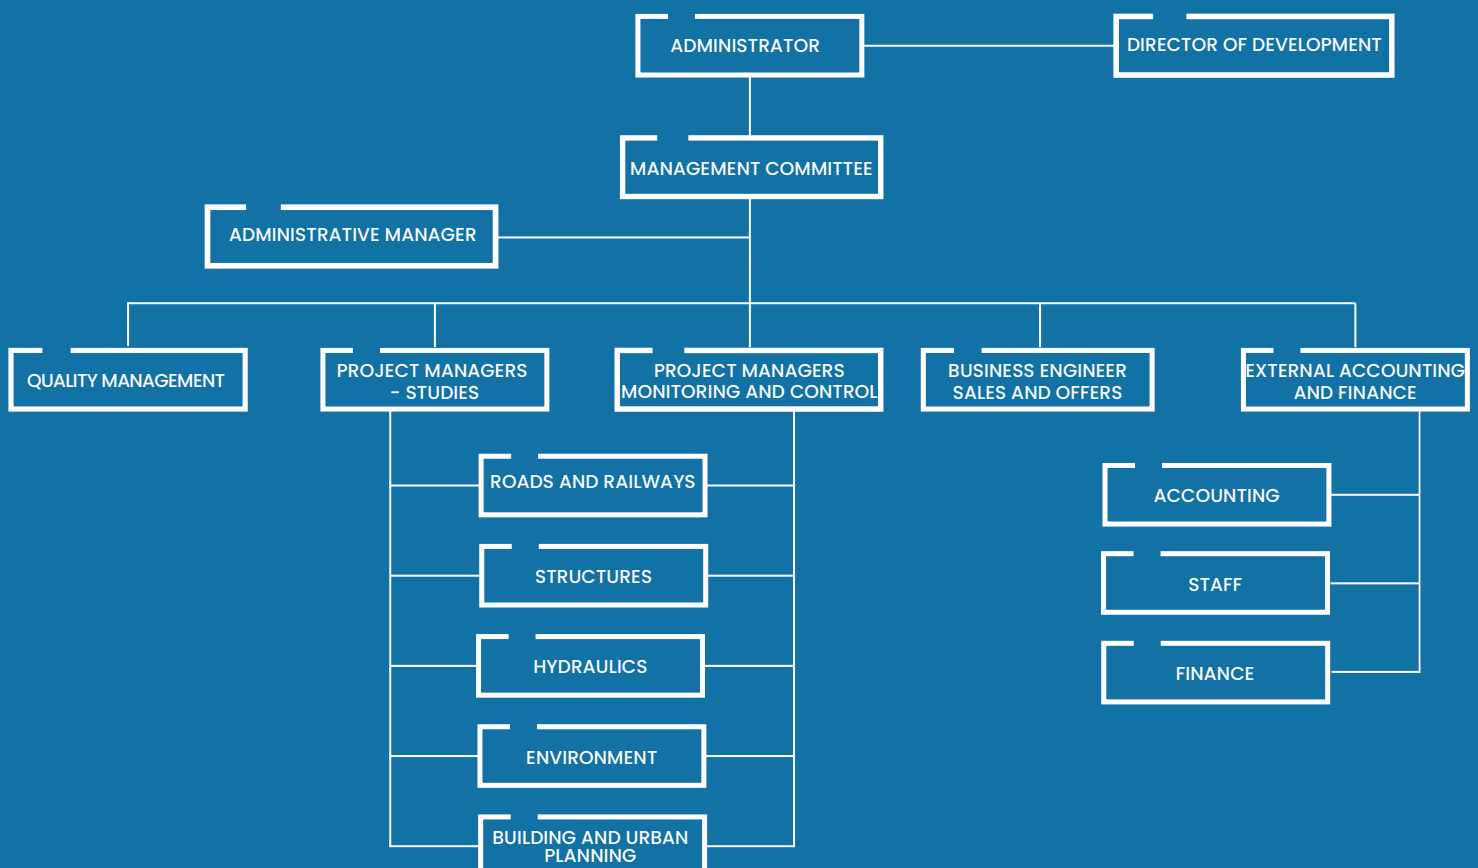 ADMINISTRATOR
DIRECTOR OF DEVELOPMENT
MANAGEMENT COMMITTEE
ADMINISTRATIVE MANAGER
QUALITY MANAGEMENT
PROJECT MANAGERS
- STUDIES
PROJECT MANAGERS
MONITORING AND CONTROL
BUSINESS ENGINEER
SALES AND OFFERS
EXTERNAL ACCOUNTING
AND FINANCE
ROADS AND RAILWAYS
STRUCTURES
HYDRAULICS
ENVIRONMENT
BUILDING AND URBAN
PLANNING
ACCOUNTING
STAFF
FINANCE